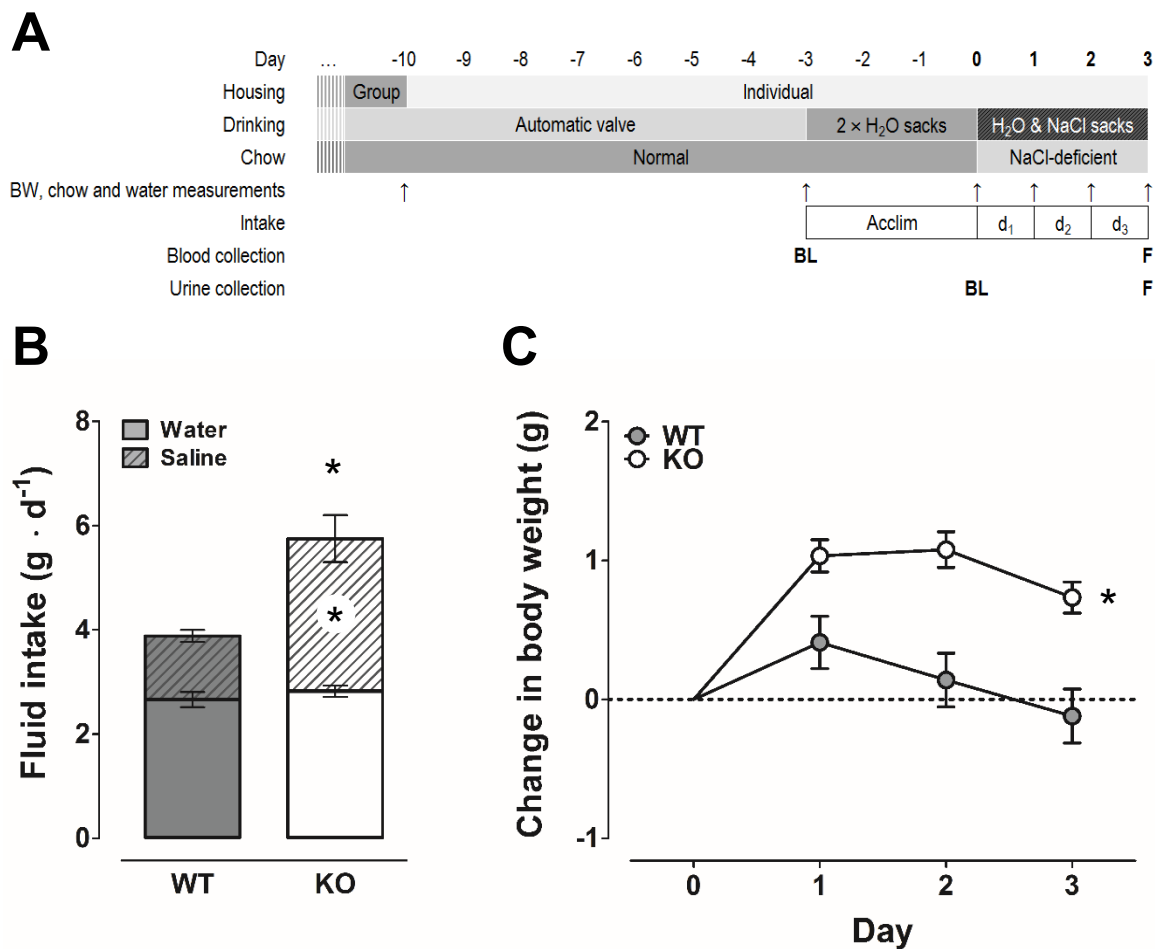 A
Day ... -10 -9 -8 -7 -6 -5 -4 -3 -2 -1 0 1 2 3
Housing Group Individual
Drinking Automatic valve 2 × H₂O sacks H₂O & NaCl sacks
Chow Normal NaCl-deficient
BW, chow and water measurements ↑ ↑ ↑ ↑ ↑ ↑
Intake Acclim d₁ d₂ d₃
Blood collection BL F
Urine collection BL F
B
Fluid intake (g · d⁻¹)
8
6
4
2
0
Water
Saline
*
*
WT KO
C
Change in body weight (g)
2
1
0
-1
WT
KO
*
0 1 2 3
Day